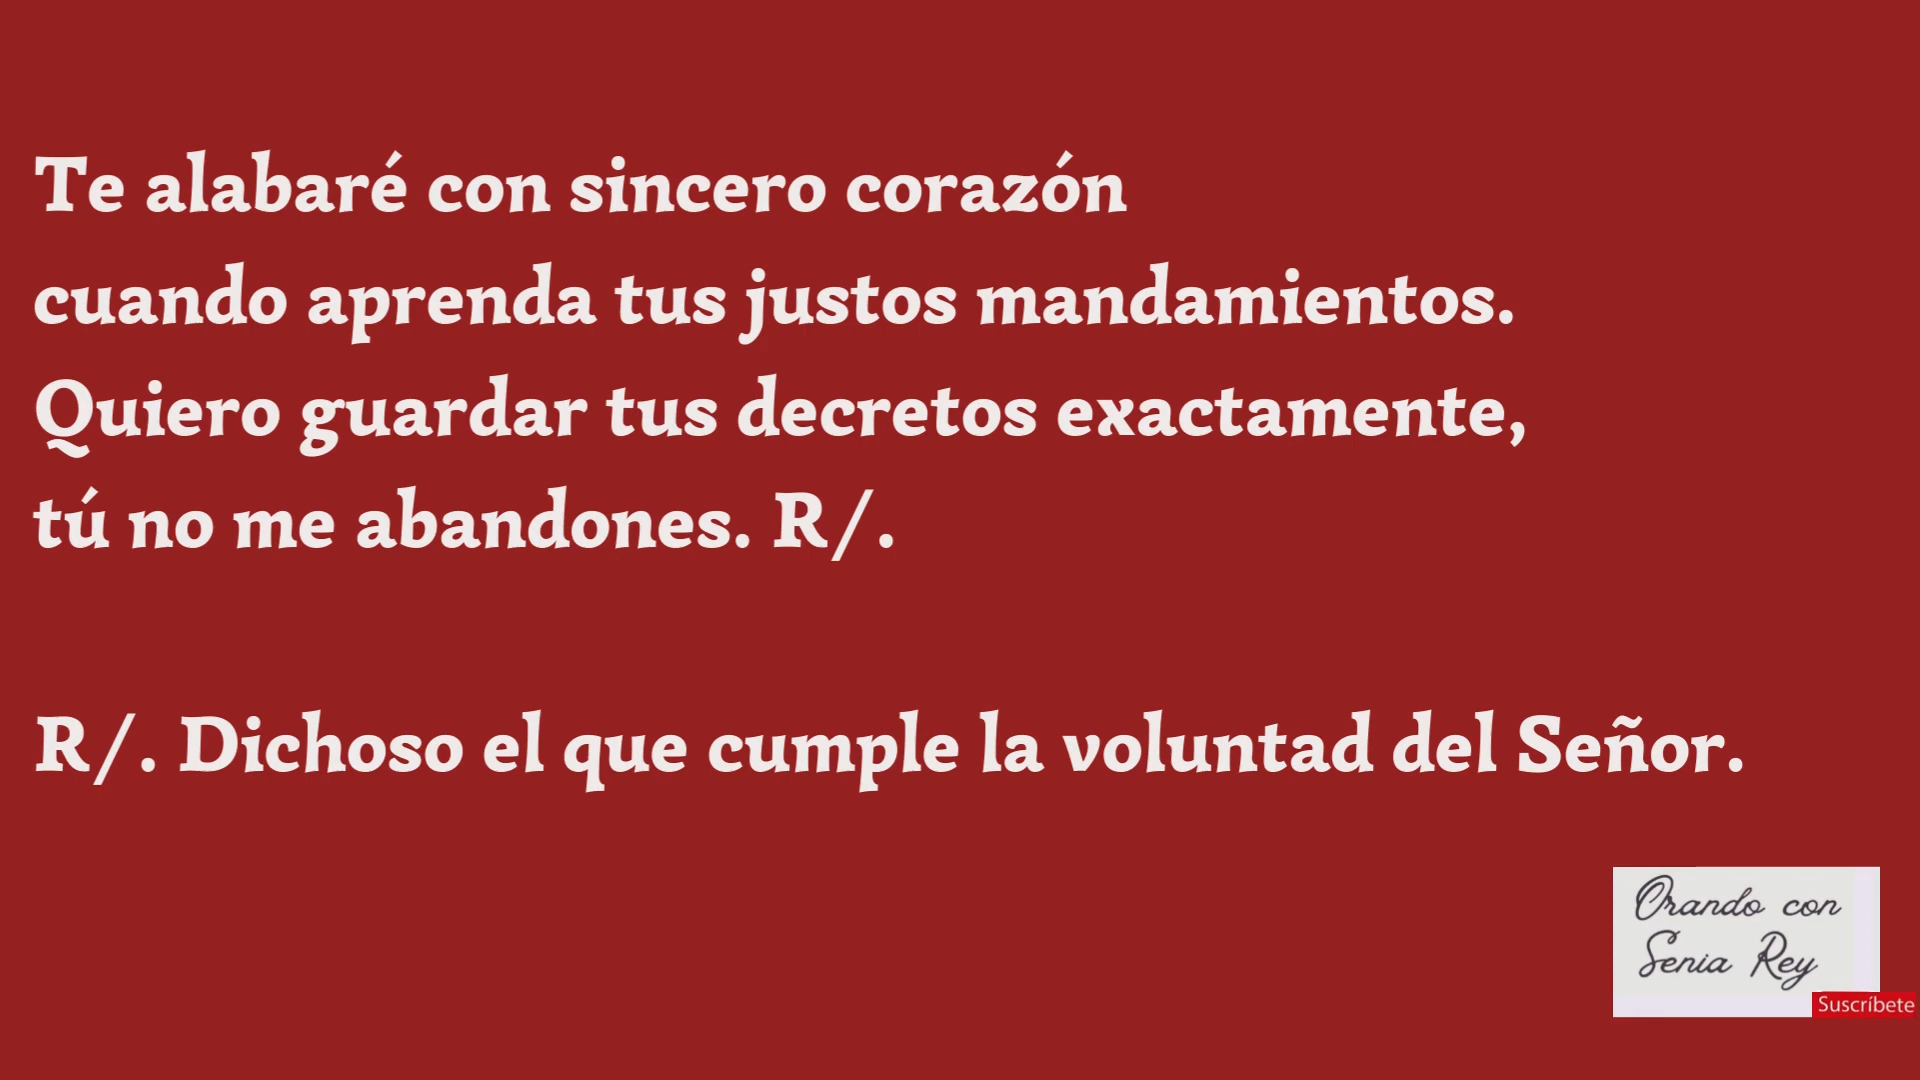 Te alabaré con sincero corazón
cuando aprenda tus justos mandamientos.
Quiero guardar tus decretos exactamente,
tú no me abandones. R/.
R/. Dichoso el que cumple la voluntad del Señor.
Orando con
Senia Rey
Suscríbete